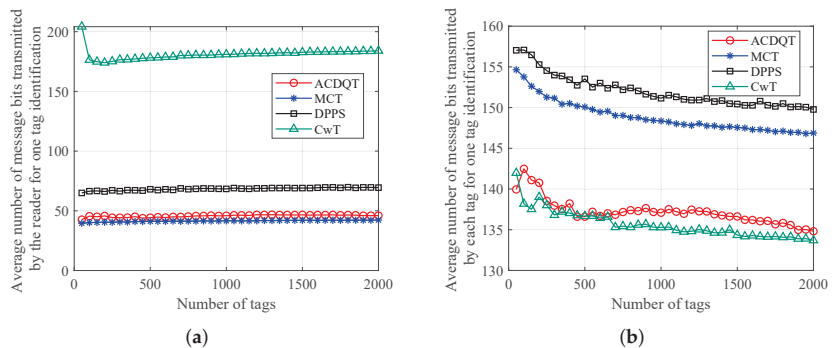 Average number of message bits transmitted
by the reader for one tag identification
200
150
100
50
0
0
500
1000
1500
2000
Number of tags
ACDQT
MCT
DPPS
CwT
(a)
Average number of message bits transmitted
by each tag for one tag identification
160
155
150
145
140
135
130
0
500
1000
1500
2000
Number of tags
ACDQT
MCT
DPPS
CwT
(b)